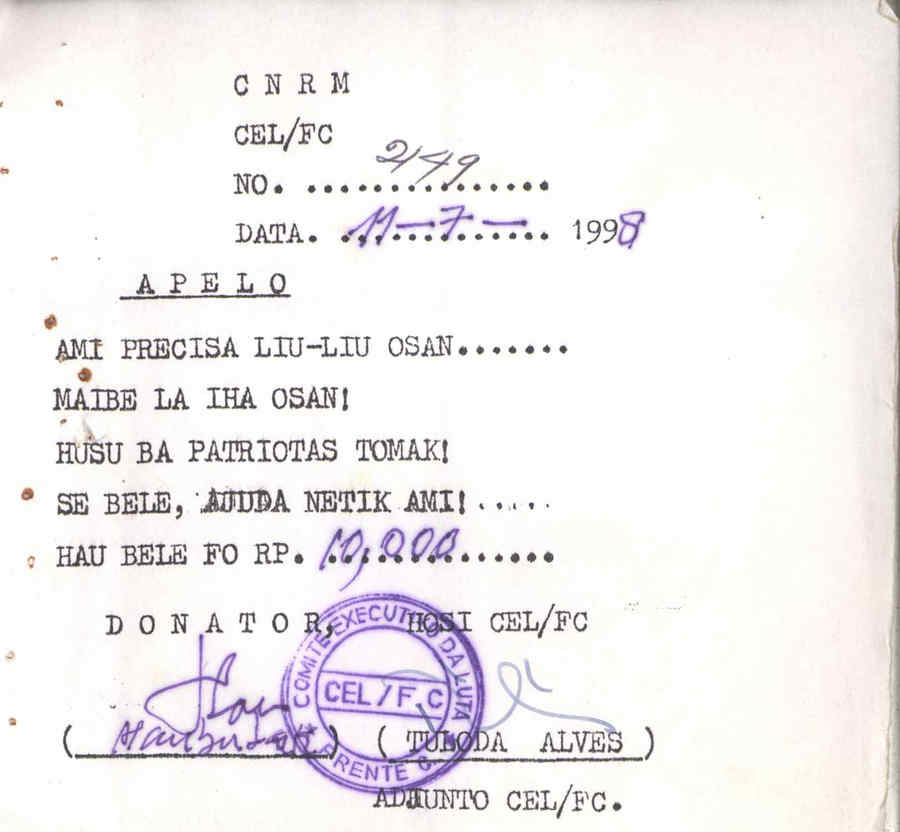 C N R M
CEL/FC
NO. .................. 2149
DATA. 11-7- 1998
A P E L O
AMI PRECISA LIU-LIU OSAN.......
MAIBE LA IHA OSAN!
HUSU BA PATRIOTAS TOMAK!
SE BELE, AJUDA NETIK AMI!.....
HAU BELE FO RP. 10,000..............
D O N A T O R, HOSI CEL/FC
COMITE EXECUTIVO DA LUTA
CEL/F.C
FRENTE
( ) ( TULODA ALVES )
ADJUNTO CEL/FC.